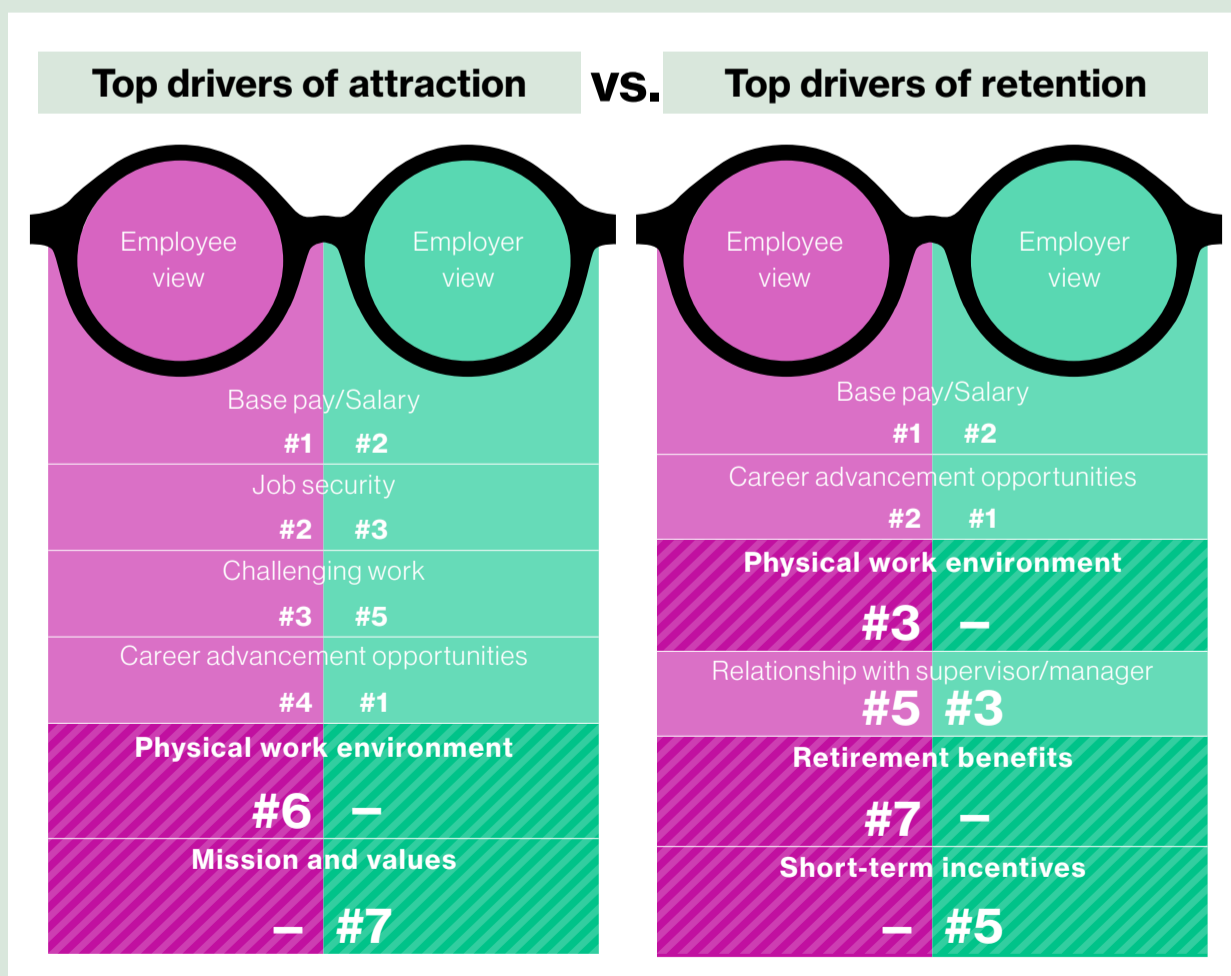 Top drivers of attraction
vs.
Top drivers of retention
Employee
view
Employer
view
Base pay/Salary
#1 #2
Job security
#2 #3
Challenging work
#3 #5
Career advancement opportunities
#4 #1
Physical work environment
#6 –
Mission and values
– #7
Employee
view
Employer
view
Base pay/Salary
#1 #2
Career advancement opportunities
#2 #1
Physical work environment
#3 –
Relationship with supervisor/manager
#5 #3
Retirement benefits
#7 –
Short-term incentives
– #5